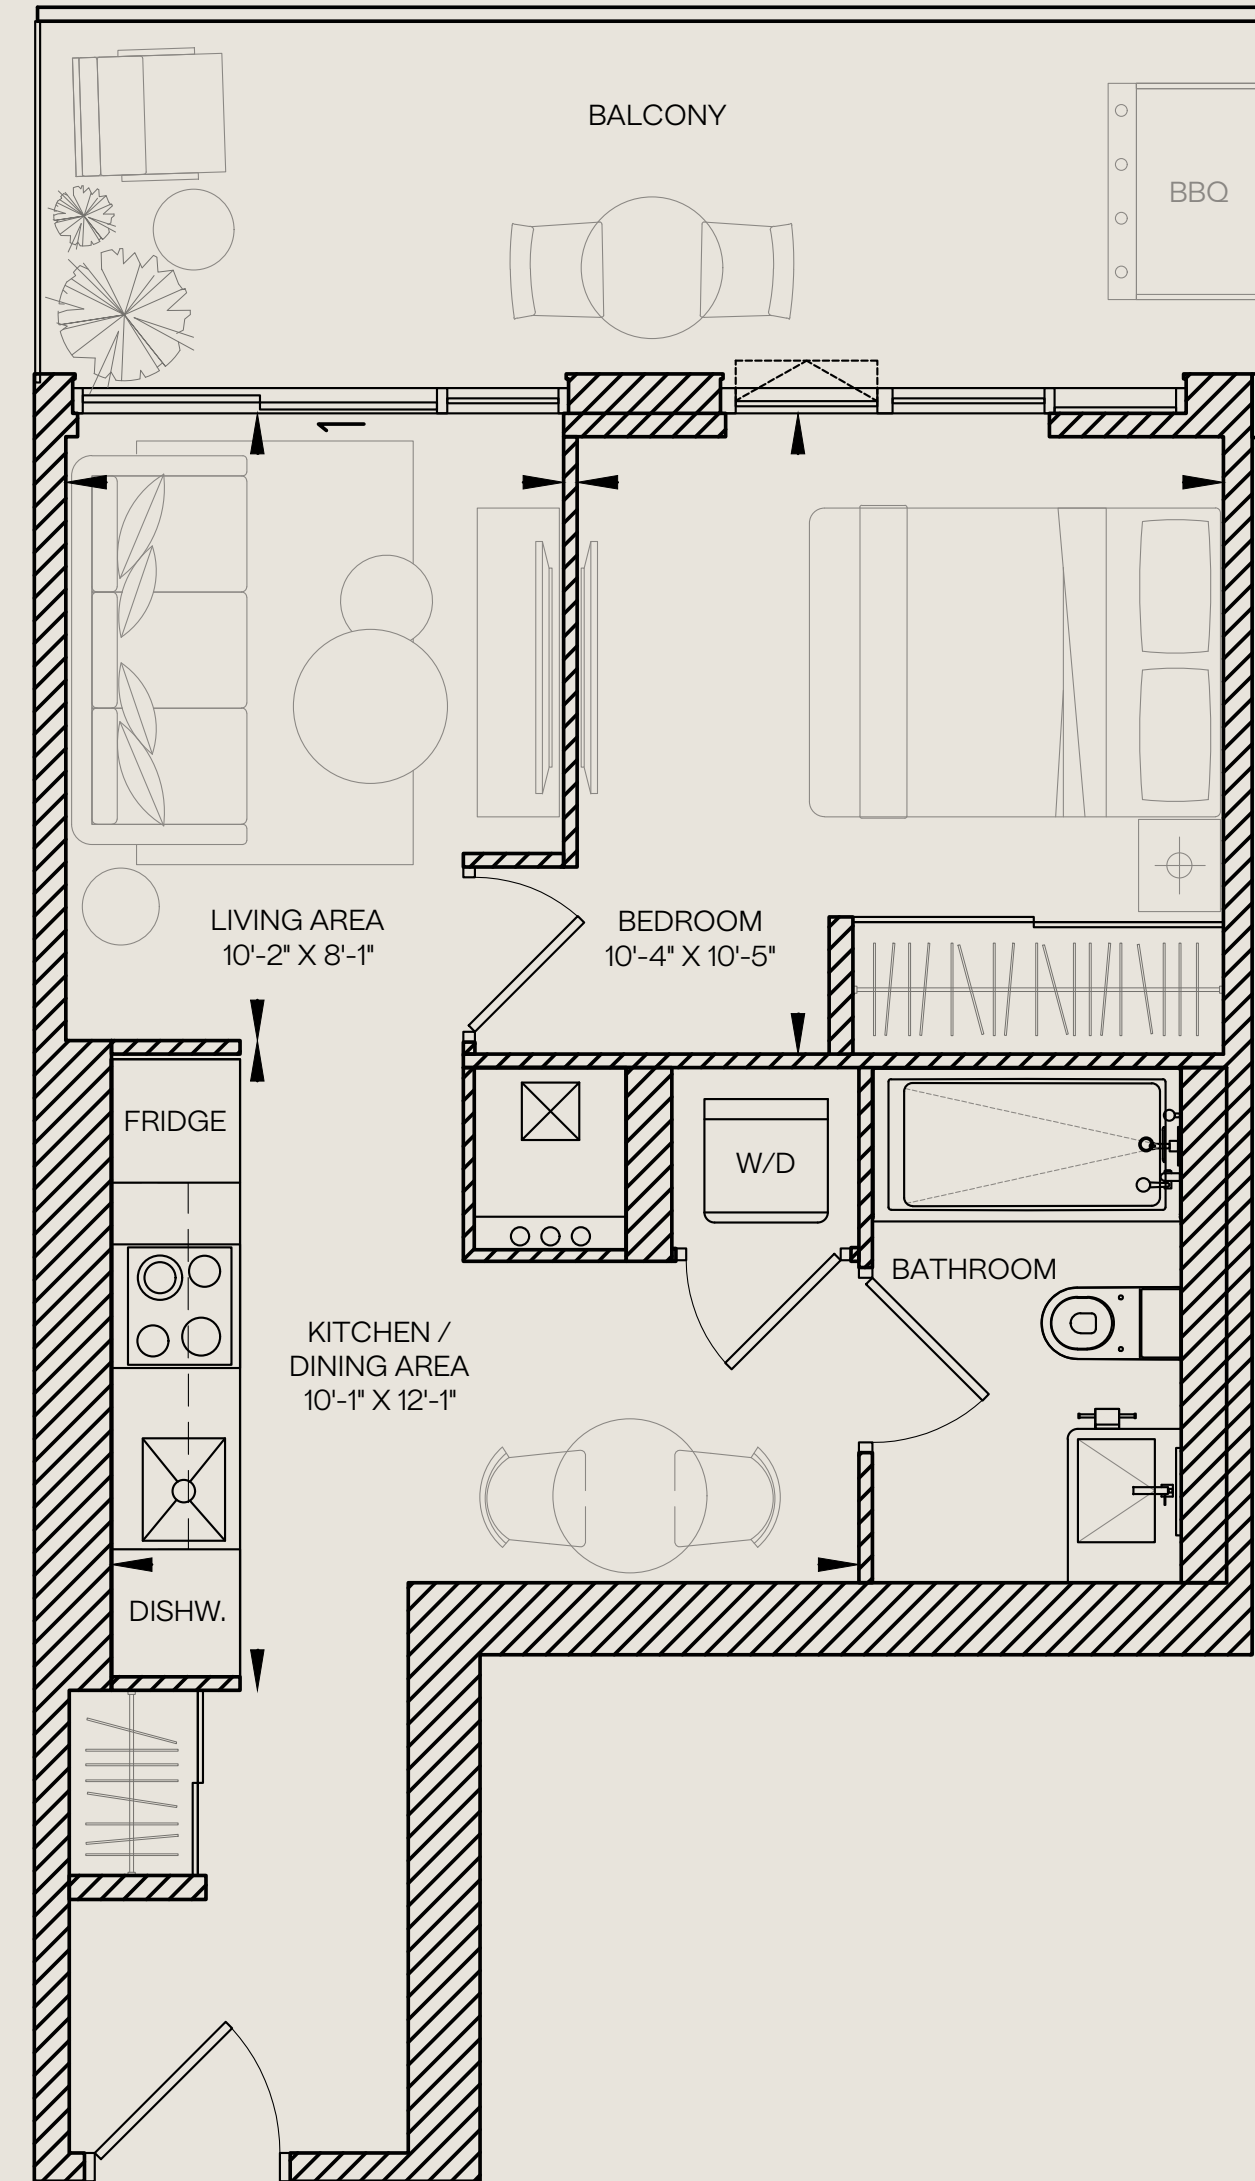 BALCONY
BBQ
LIVING AREA
10'-2" X 8'-1"
BEDROOM
10'-4" X 10'-5"
FRIDGE
W/D
BATHROOM
KITCHEN /
DINING AREA
10'-1" X 12'-1"
DISHW.